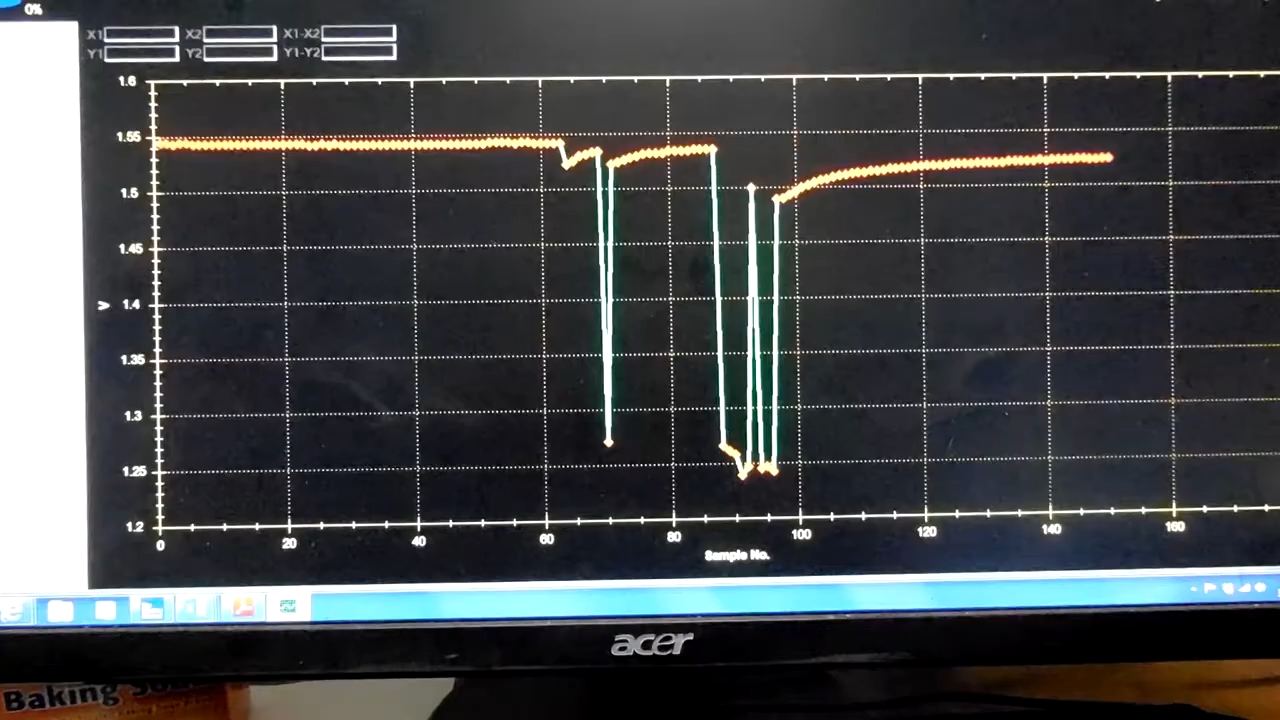 0%
X1 X2 X1-X2
Y1 Y2 Y1-Y2
1.6
1.55
1.5
1.45
1.4
1.35
1.3
1.25
1.2
V
0 20 40 60 80 100 120 140 160
Sample No.
acer
Baking